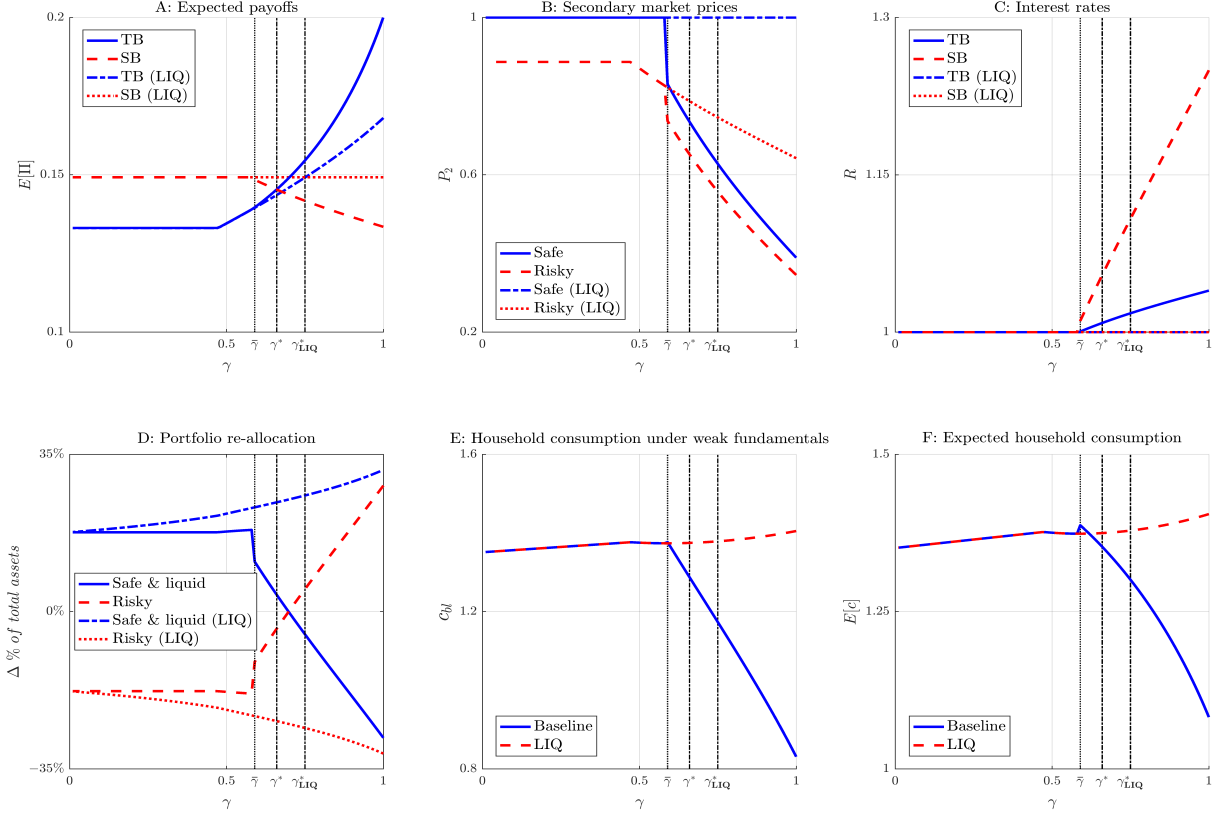 A: Expected payoffs
0.2
0.15
0.1
E[Π]
TB
SB
TB (LIQ)
SB (LIQ)
0
0.5
γ̄
γ*
γ*LIQ
1
γ
B: Secondary market prices
1
0.6
0.2
P2
Safe
Risky
Safe (LIQ)
Risky (LIQ)
0
0.5
γ̄
γ*
γ*LIQ
1
γ
C: Interest rates
1.3
1.15
1
R
TB
SB
TB (LIQ)
SB (LIQ)
0
0.5
γ̄
γ*
γ*LIQ
1
γ
D: Portfolio re-allocation
35%
0%
−35%
Δ % of total assets
Safe & liquid
Risky
Safe & liquid (LIQ)
Risky (LIQ)
0
0.5
γ̄
γ*
γ*LIQ
1
γ
E: Household consumption under weak fundamentals
1.6
1.2
0.8
cbl
Baseline
LIQ
0
0.5
γ̄
γ*
γ*LIQ
1
γ
F: Expected household consumption
1.5
1.25
1
E[c]
Baseline
LIQ
0
0.5
γ̄
γ*
γ*LIQ
1
γ